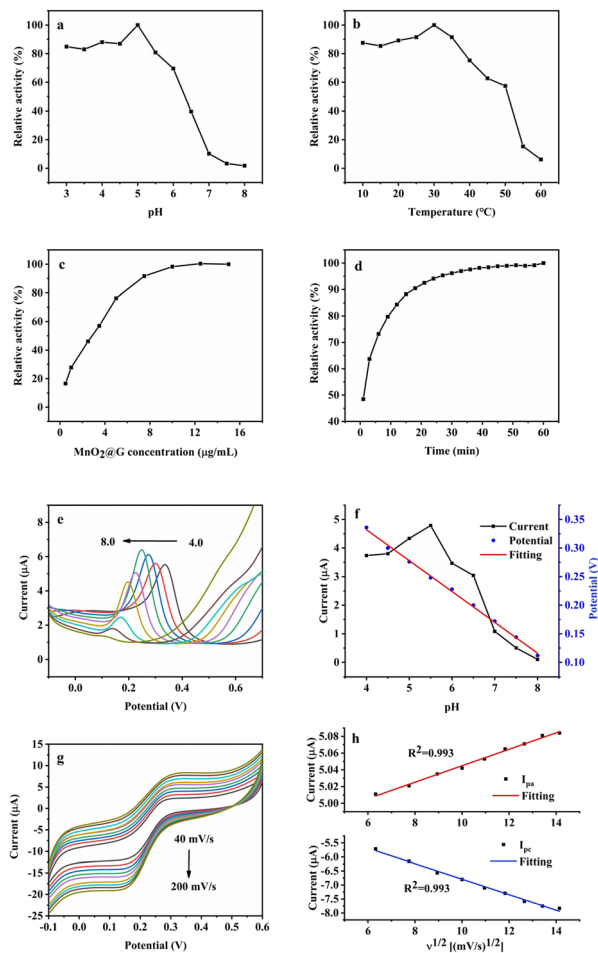 a
Relative activity (%)
100
80
60
40
20
0
3 4 5 6 7 8
pH
b
Relative activity (%)
100
80
60
40
20
0
10 20 30 40 50 60
Temperature (℃)
c
Relative activity (%)
100
80
60
40
20
0
0 4 8 12 16
MnO2@G concentration (μg/mL)
d
Relative activity (%)
100
90
80
70
60
50
40
0 10 20 30 40 50 60
Time (min)
e
8.0 4.0
Current (μA)
8
6
4
2
0
0.0 0.2 0.4 0.6
Potential (V)
f
Current
Potential
Fitting
Current (μA)
6
5
4
3
2
1
0
0.35
0.30
0.25
0.20
0.15
0.10
Potential (V)
4 5 6 7 8
pH
g
40 mV/s
200 mV/s
Current (μA)
15
10
5
0
-5
-10
-15
-20
-25
-0.1 0.0 0.1 0.2 0.3 0.4 0.5 0.6
Potential (V)
h
R2=0.993
Ipa
Fitting
Current (μA)
5.08
5.06
5.04
5.02
5.00
6 8 10 12 14
Ipc
Fitting
R2=0.993
Current (μA)
-5.5
-6.0
-6.5
-7.0
-7.5
-8.0
6 8 10 12 14
ν1/2 [(mV/s)1/2]